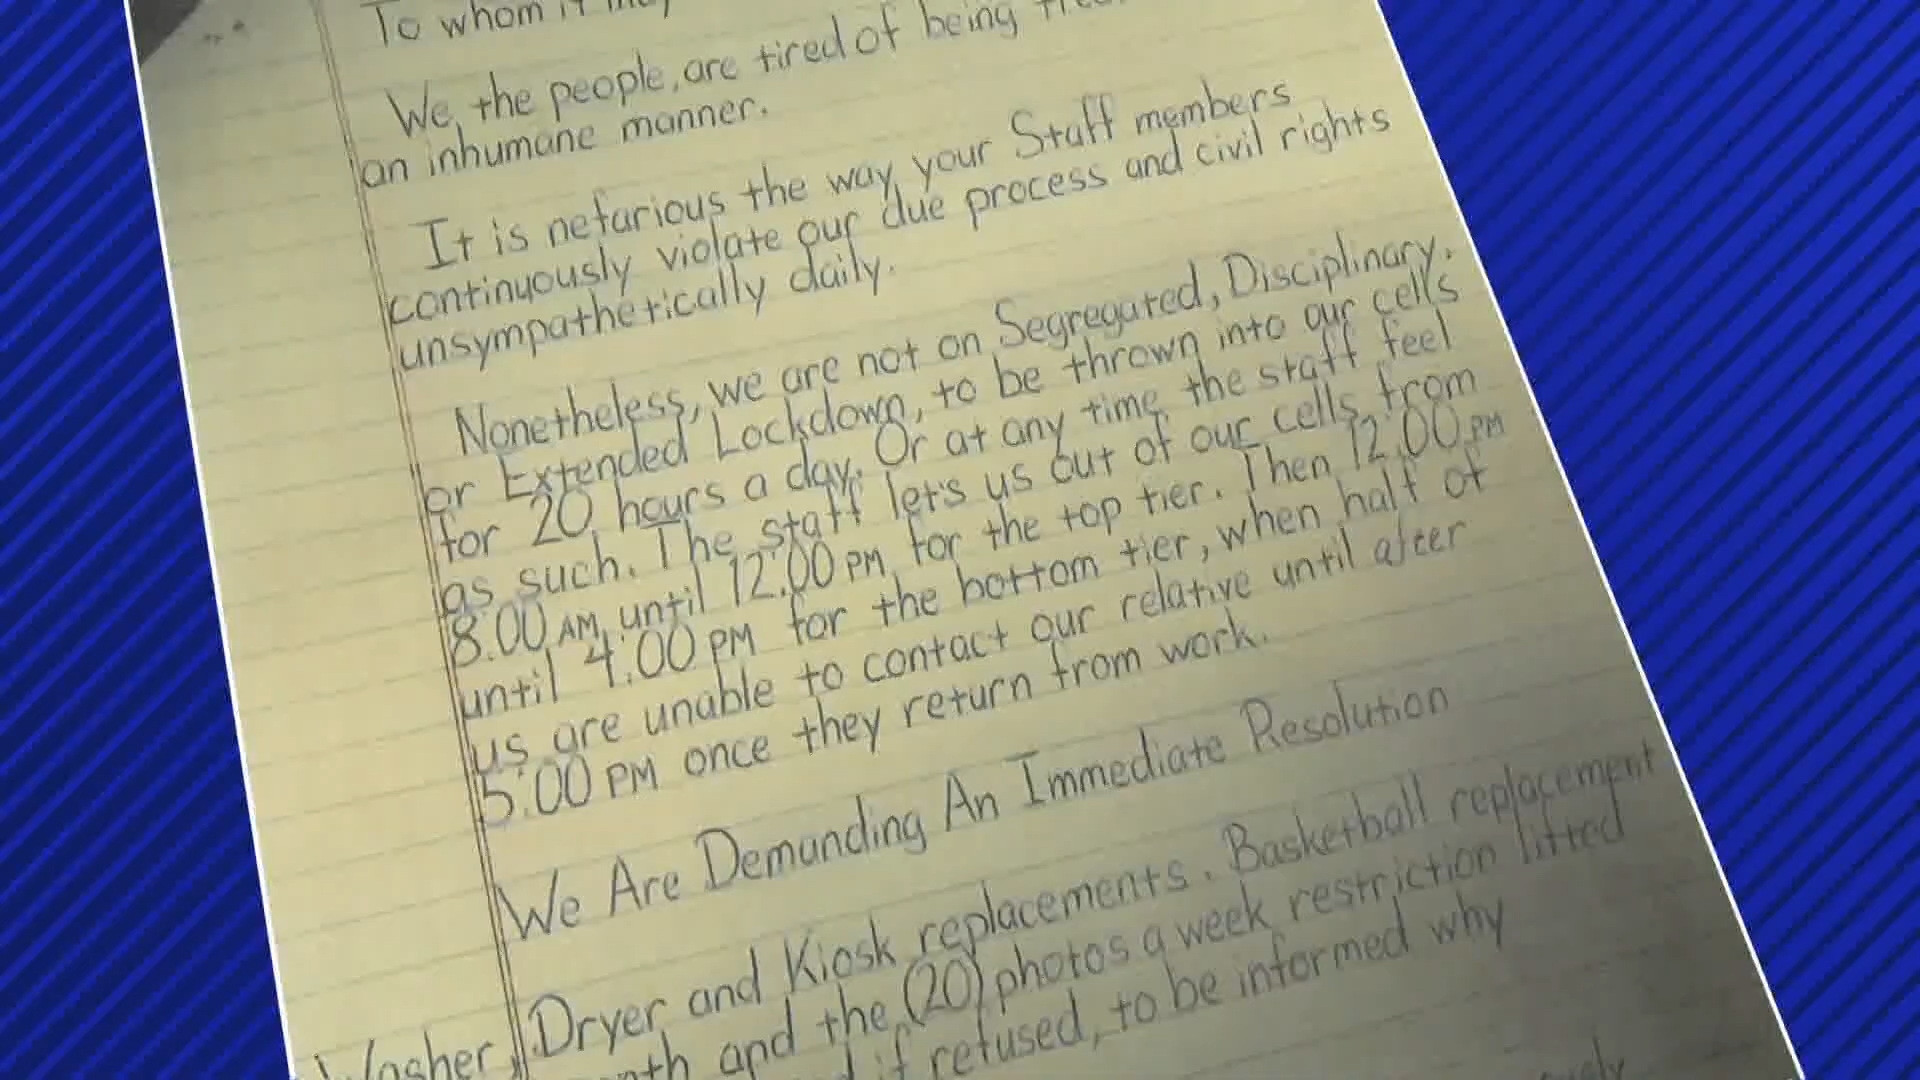 To whom it may
We, the people, are tired of being
an inhumane manner.
It is nefarious the way your Staff members
continuously violate our due process and civil rights
unsympathetically daily.
Nonetheless, we are not on Segregated, Disciplinary,
or Extended Lockdown, to be thrown into our cells
for 20 hours a day. Or at any time the staff feel
as such. The staff lets us out of our cells from
8:00 AM until 12:00 PM for the top tier. Then 12:00 PM
until 4:00 PM for the bottom tier, when half of
us are unable to contact our relative until after
5:00 PM once they return from work.
We Are Demanding An Immediate Resolution
Washer, Dryer and Kiosk replacements. Basketball replacement
and the (20) photos a week restriction lifted
if refused, to be informed why